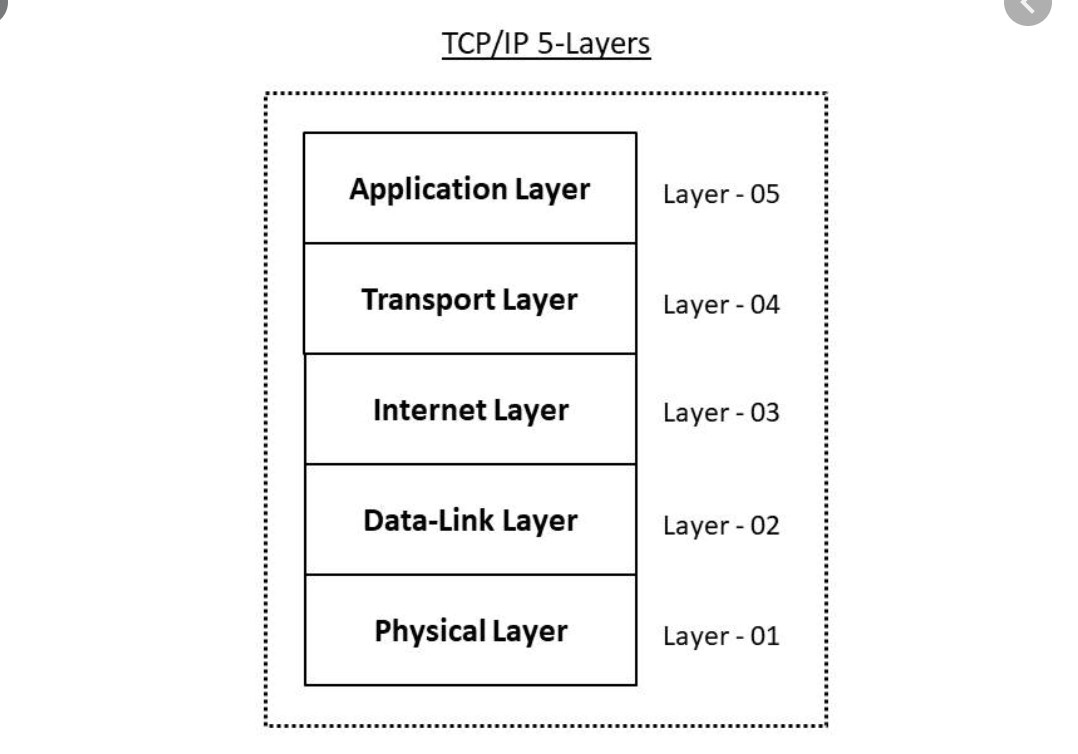 TCP/IP 5-Layers
Application Layer Layer - 05
Transport Layer Layer - 04
Internet Layer Layer - 03
Data-Link Layer Layer - 02
Physical Layer Layer - 01